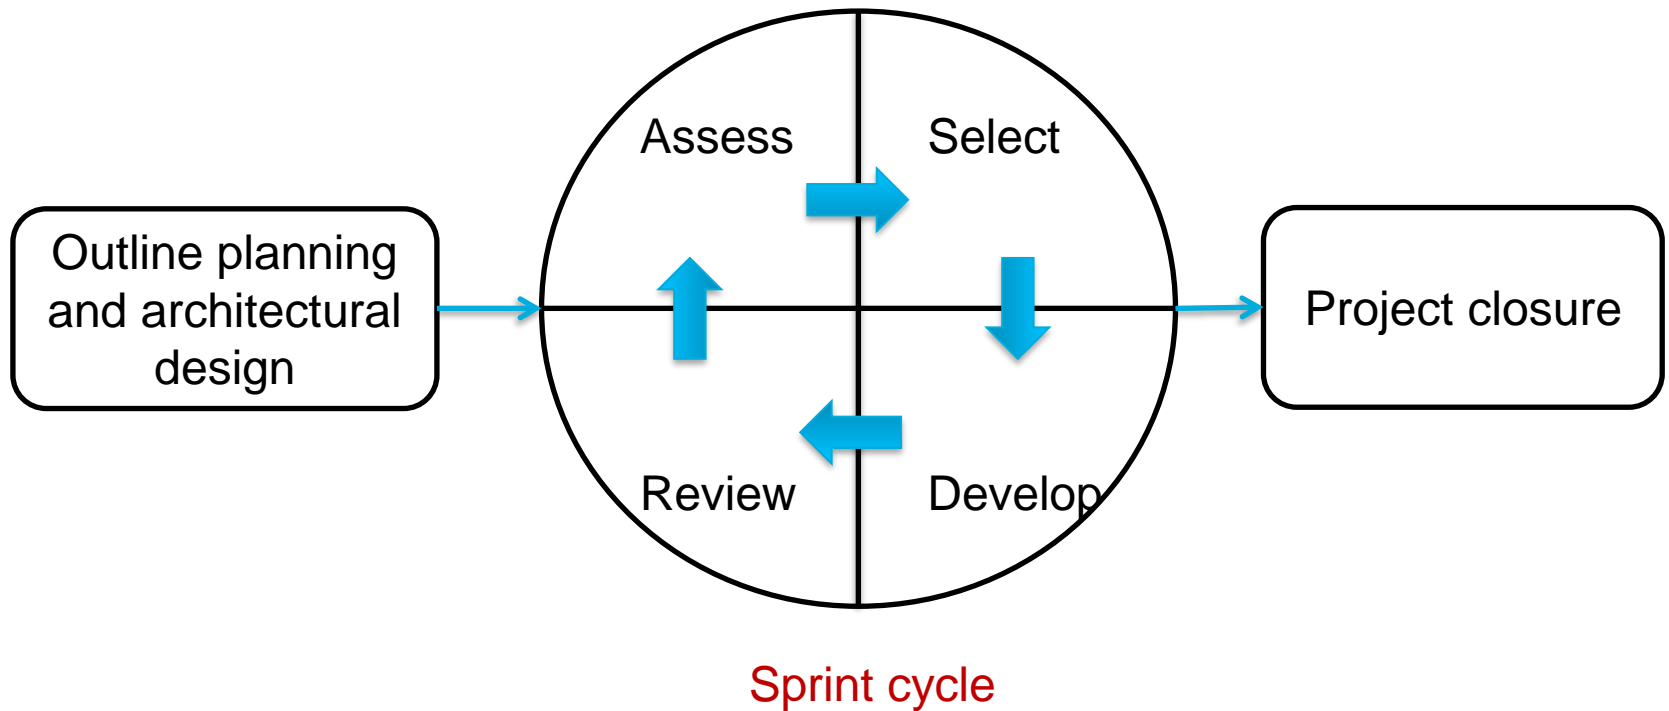 Assess
Select
Outline planning
and architectural
design
Project closure
Review
Develop
Sprint cycle